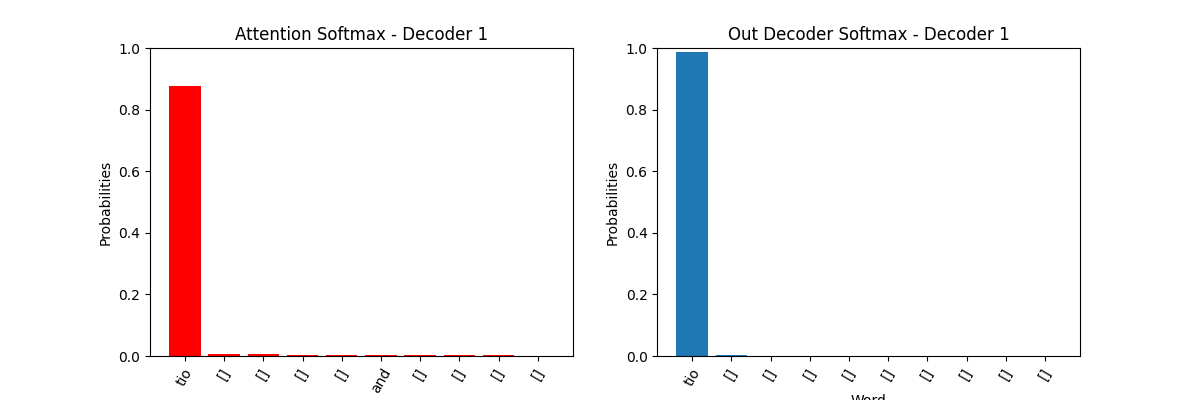 Attention Softmax - Decoder 1
Probabilities
1.0
0.8
0.6
0.4
0.2
0.0
tio [] [] [] [] and [] [] [] []
Out Decoder Softmax - Decoder 1
Probabilities
1.0
0.8
0.6
0.4
0.2
0.0
tio [] [] [] [] [] [] [] [] []
Word